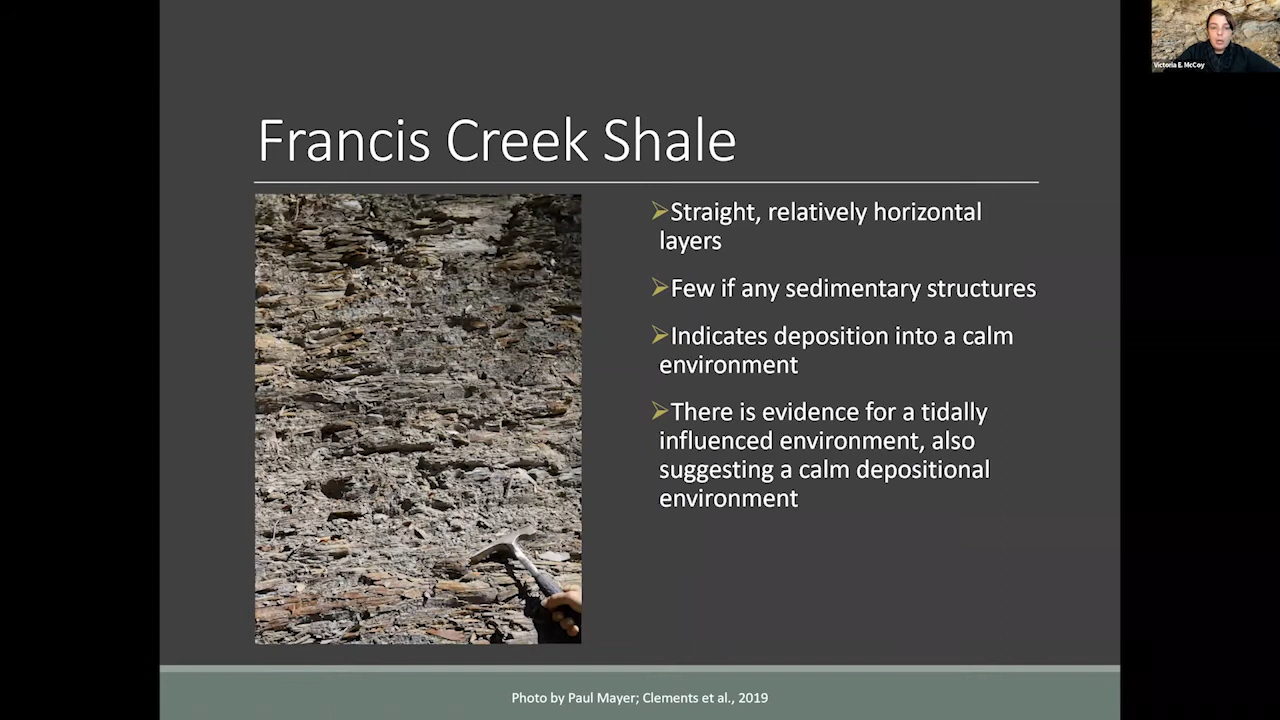 Victoria E. McCoy
Francis Creek Shale
Straight, relatively horizontal
layers
Few if any sedimentary structures
Indicates deposition into a calm
environment
There is evidence for a tidally
influenced environment, also
suggesting a calm depositional
environment
Photo by Paul Mayer; Clements et al., 2019